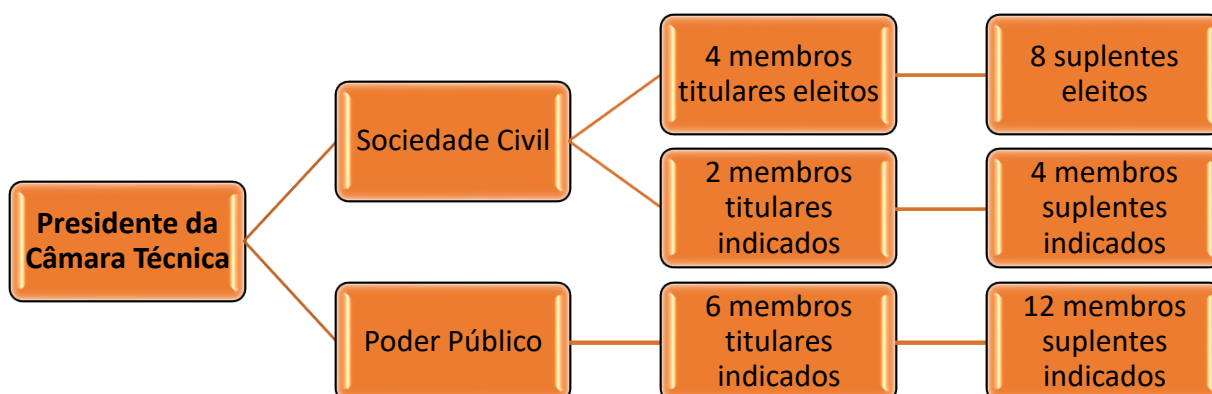 Presidente da
Câmara Técnica
Sociedade Civil
4 membros
titulares eleitos
8 suplentes
eleitos
2 membros
titulares
indicados
4 membros
suplentes
indicados
Poder Público
6 membros
titulares
indicados
12 membros
suplentes
indicados